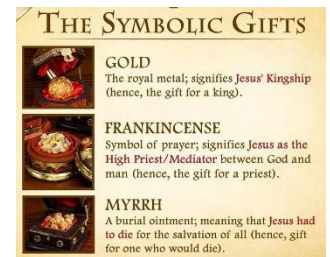 THE SYMBOLIC GIFTS
GOLD
The royal metal; signifies Jesus' Kingship
(hence, the gift for a king).
FRANKINCENSE
Symbol of prayer; signifies Jesus as the
High Priest/Mediator between God and
man (hence, the gift for a priest).
MYRRH
A burial ointment; meaning that Jesus had
to die for the salvation of all (hence, gift
for one who would die).